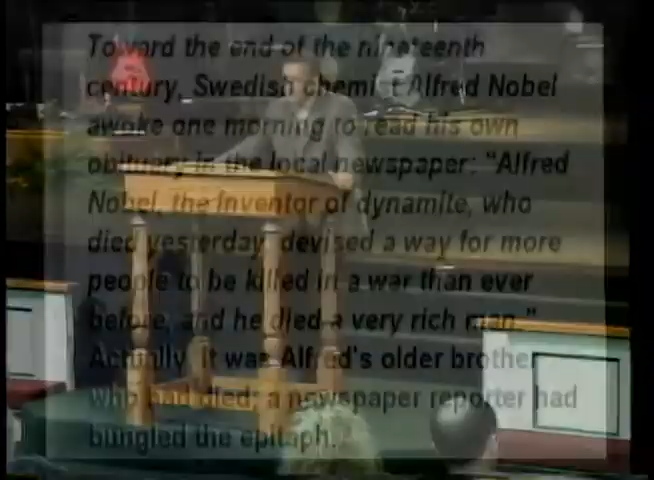 Toward the end of the nineteenth
century, Swedish chemist Alfred Nobel
awoke one morning to read his own
obituary in the local newspaper: "Alfred
Nobel, the inventor of dynamite, who
died yesterday, devised a way for more
people to be killed in a war than ever
before, and he died a very rich man."
Actually, it was Alfred's older brother
who had died; a newspaper reporter had
bungled the epitaph.